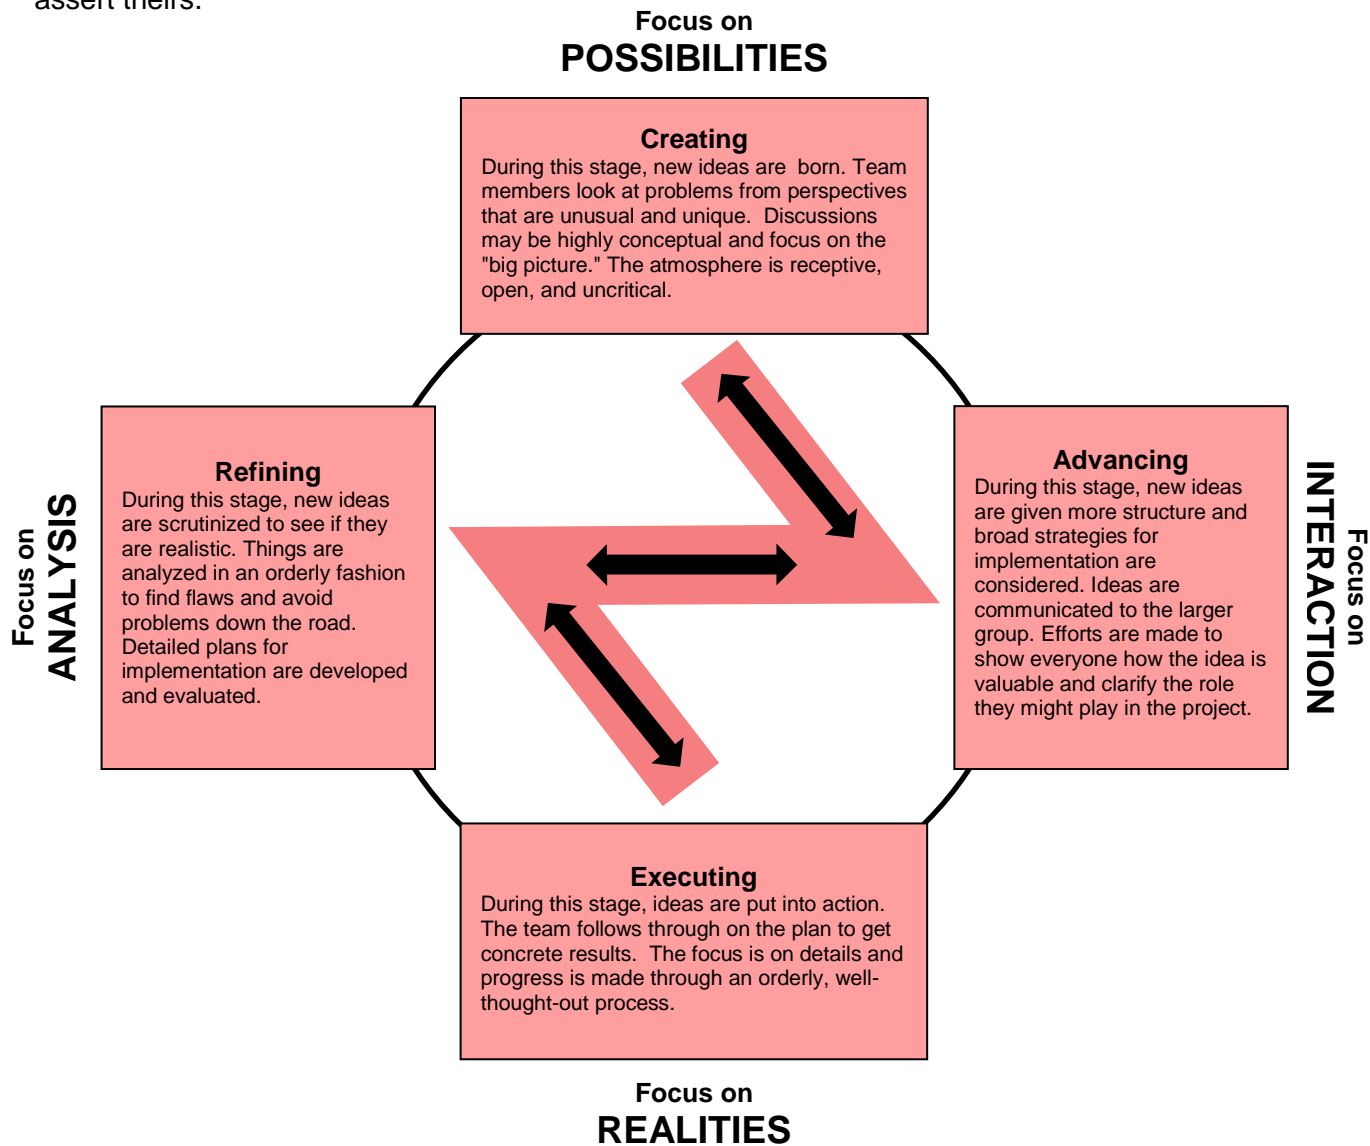 assert theirs.
Focus on
POSSIBILITIES
Creating
During this stage, new ideas are  born. Team
members look at problems from perspectives
that are unusual and unique.  Discussions
may be highly conceptual and focus on the
"big picture." The atmosphere is receptive,
open, and uncritical.
Focus on
ANALYSIS
Refining
During this stage, new ideas
are scrutinized to see if they
are realistic. Things are
analyzed in an orderly fashion
to find flaws and avoid
problems down the road.
Detailed plans for
implementation are developed
and evaluated.
Advancing
During this stage, new ideas
are given more structure and
broad strategies for
implementation are
considered. Ideas are
communicated to the larger
group. Efforts are made to
show everyone how the idea is
valuable and clarify the role
they might play in the project.
Focus on
INTERACTION
Executing
During this stage, ideas are put into action.
The team follows through on the plan to get
concrete results.  The focus is on details and
progress is made through an orderly, well-
thought-out process.
Focus on
REALITIES